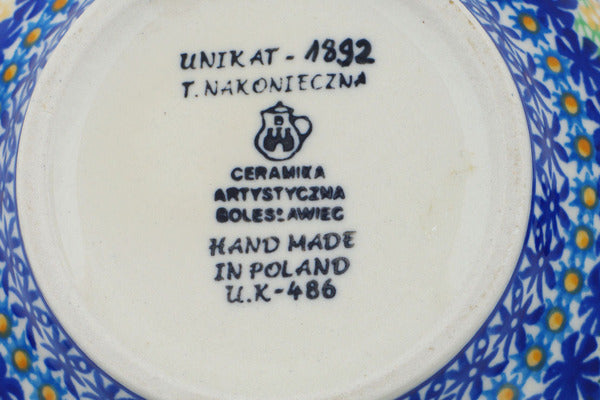 UNIKAT - 1892
T. NAKONIECZNA
CERAMIKA
ARTYSTYCZNA
BOLESŁAWIEC
HAND MADE
IN POLAND
U.K-486